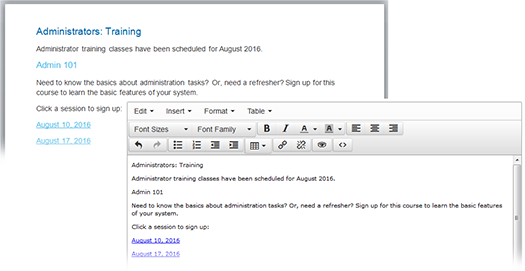 Administrators: Training
Administrator training classes have been scheduled for August 2016.
Admin 101
Need to know the basics about administration tasks? Or, need a refresher? Sign up for this
course to learn the basic features of your system.
Click a session to sign up:
August 10, 2016
August 17, 2016
Edit Insert Format Table
Font Sizes Font Family B I A A
Administrators: Training
Administrator training classes have been scheduled for August 2016.
Admin 101
Need to know the basics about administration tasks? Or, need a refresher? Sign up for this course to learn the basic features
of your system.
Click a session to sign up:
August 10, 2016
August 17, 2016